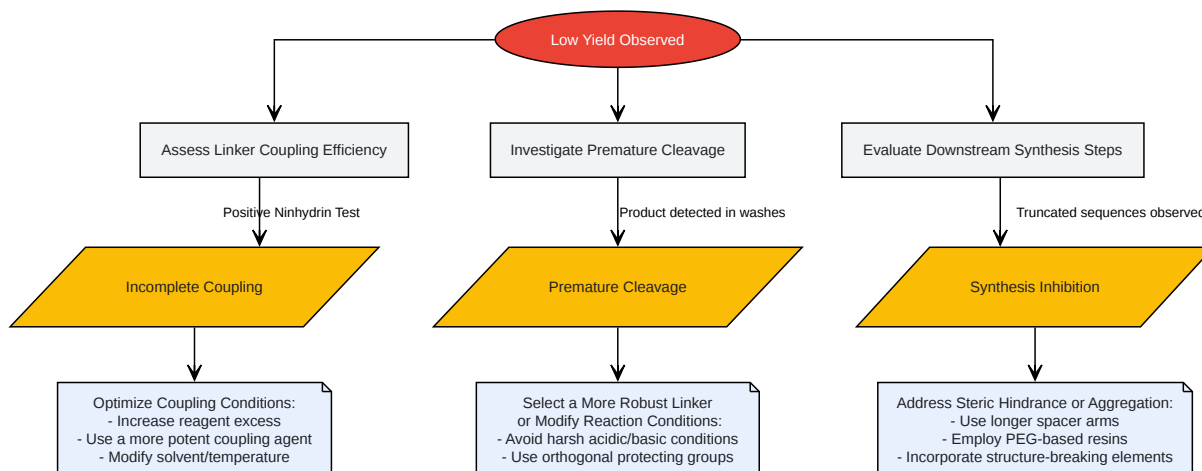 Low Yield Observed
Assess Linker Coupling Efficiency
Investigate Premature Cleavage
Evaluate Downstream Synthesis Steps
Positive Ninhydrin Test
Product detected in washes
Truncated sequences observed
Incomplete Coupling
Premature Cleavage
Synthesis Inhibition
Optimize Coupling Conditions:
- Increase reagent excess
- Use a more potent coupling agent
- Modify solvent/temperature
Select a More Robust Linker
or Modify Reaction Conditions:
- Avoid harsh acidic/basic conditions
- Use orthogonal protecting groups
Address Steric Hindrance or Aggregation:
- Use longer spacer arms
- Employ PEG-based resins
- Incorporate structure-breaking elements